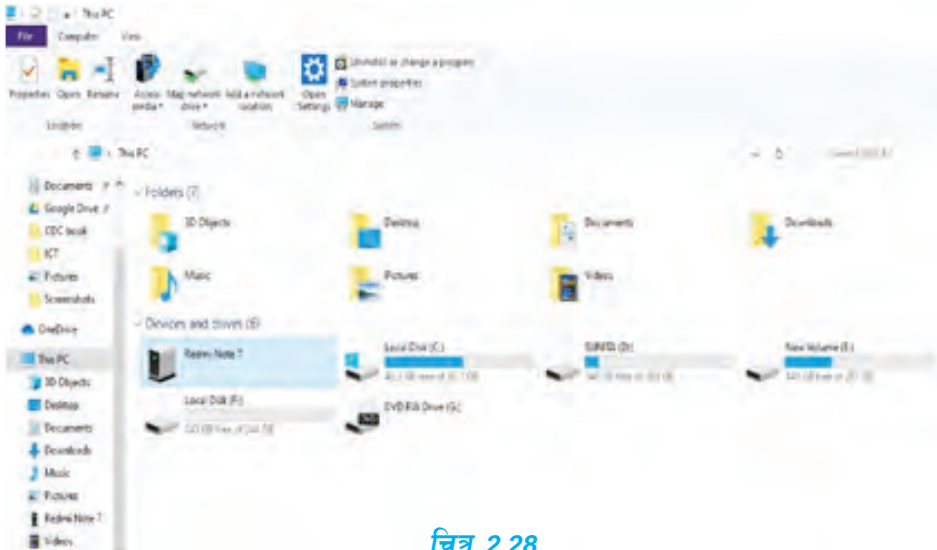 This PC
File Computer View
Properties Open Rename Access media Map network drive Add a network location Open Settings Uninstall or change a program
System properties
Manage
Location Network System
This PC
Documents
Google Drive
CDC book
ICT
Pictures
Screenshots
OneDrive
This PC
3D Objects
Desktop
Documents
Downloads
Music
Pictures
Redmi Note 7
Videos
Folders (7)
3D Objects Desktop Documents Downloads
Music Pictures Videos
Devices and drives (6)
Redmi Note 7 Local Disk (C:) (D:) New Volume (E:)
Local Disk (F:) DVD RW Drive (G:)
चित्र 2.28